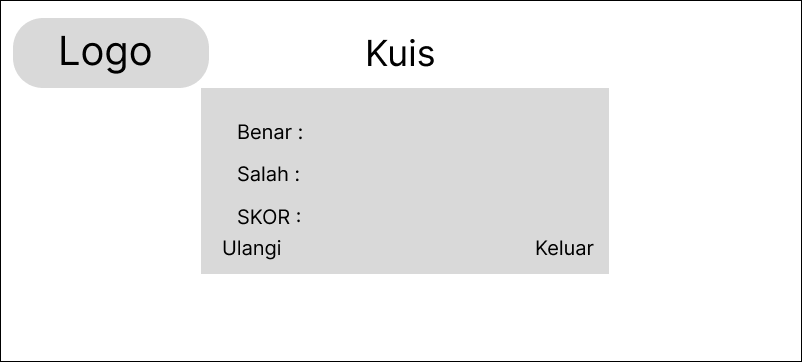 Logo
Kuis
Benar :
Salah :
SKOR :
Ulangi
Keluar